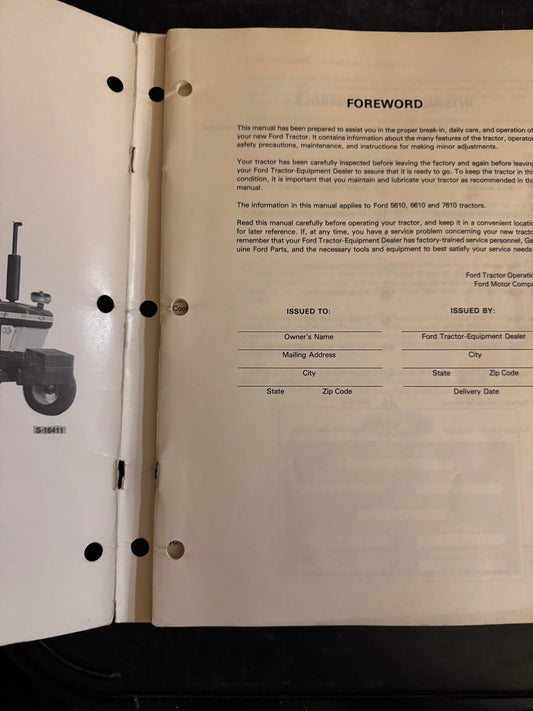 S-16411
FOREWORD
This manual has been prepared to assist you in the proper break-in, daily care, and operation of
your new Ford Tractor. It contains information about the many features of the tractor, operator
safety precautions, maintenance, and instructions for making minor adjustments.
Your tractor has been carefully inspected before leaving the factory and again before leaving
your Ford Tractor-Equipment Dealer to assure that it is ready to go. To keep the tractor in this
condition, it is important that you maintain and lubricate your tractor as recommended in this
manual.
The information in this manual applies to Ford 5610, 6610 and 7610 tractors.
Read this manual carefully before operating your tractor, and keep it in a convenient locatio
for later reference. If, at any time, you have a service problem concerning your new tracto
remember that your Ford Tractor-Equipment Dealer has factory-trained service personnel, Ge
uine Ford Parts, and the necessary tools and equipment to best satisfy your service needs.
Ford Tractor Operatio
Ford Motor Compa
ISSUED TO:
ISSUED BY:
Owner's Name
Ford Tractor-Equipment Dealer
Mailing Address
City
City
State Zip Code
State Zip Code
Delivery Date
Cool